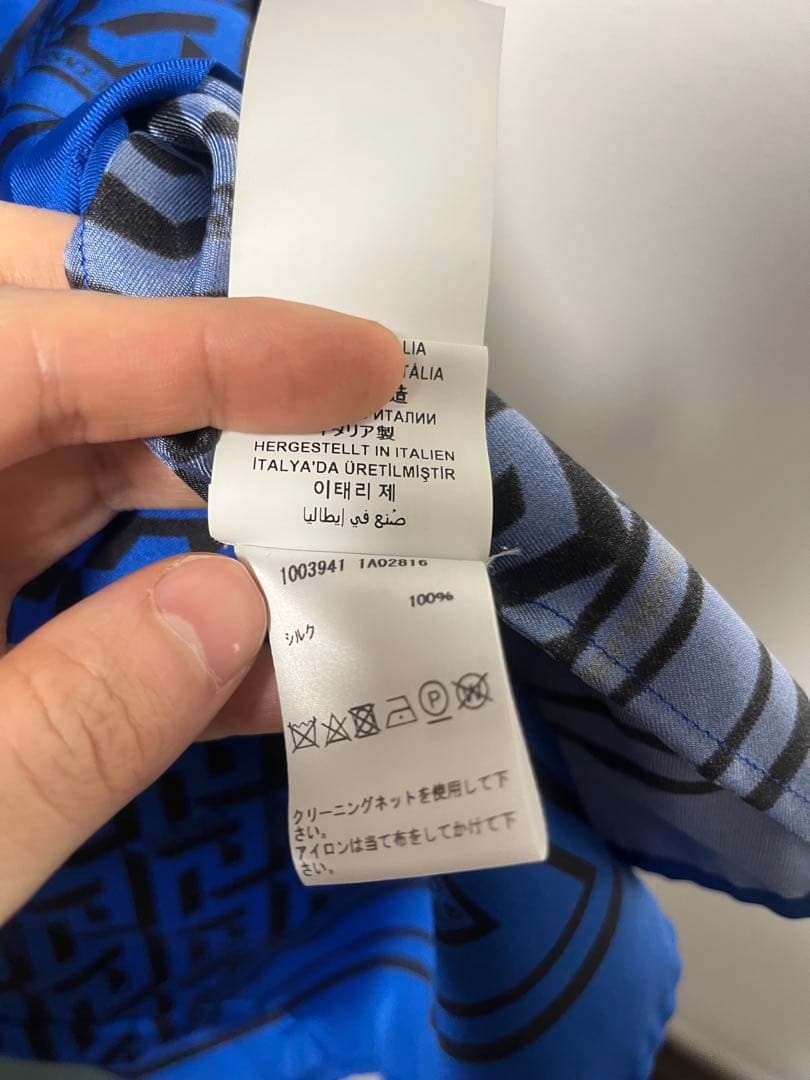 LIA
TÁLIA
造
ИТАЛИИ
イタリア製
HERGESTELLT IN ITALIEN
İTALYA'DA ÜRETİLMİŞTİR
이태리 제
صُنع في إيطاليا
1003941 1A02816
100%
シルク
P W
クリーニングネットを使用して下
さい。
アイロンは当て布をしてかけて下
さい。